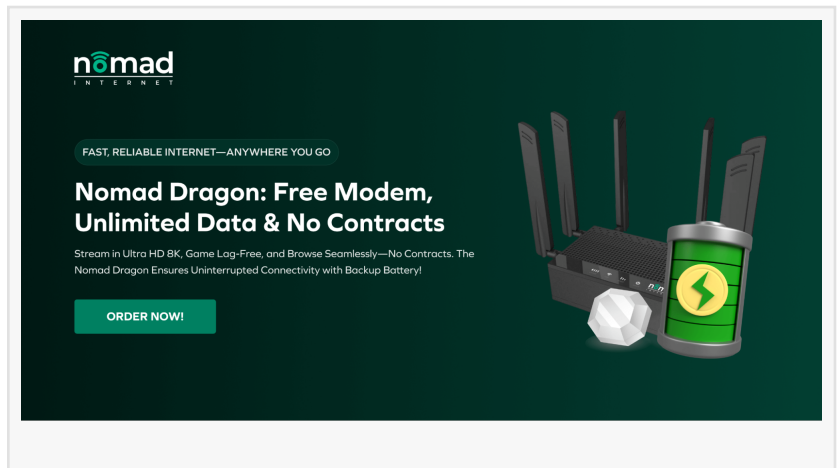 nomad
INTERNET
FAST, RELIABLE INTERNET—ANYWHERE YOU GO
Nomad Dragon: Free Modem,
Unlimited Data & No Contracts
Stream in Ultra HD 8K, Game Lag-Free, and Browse Seamlessly—No Contracts. The
Nomad Dragon Ensures Uninterrupted Connectivity with Backup Battery!
ORDER NOW!